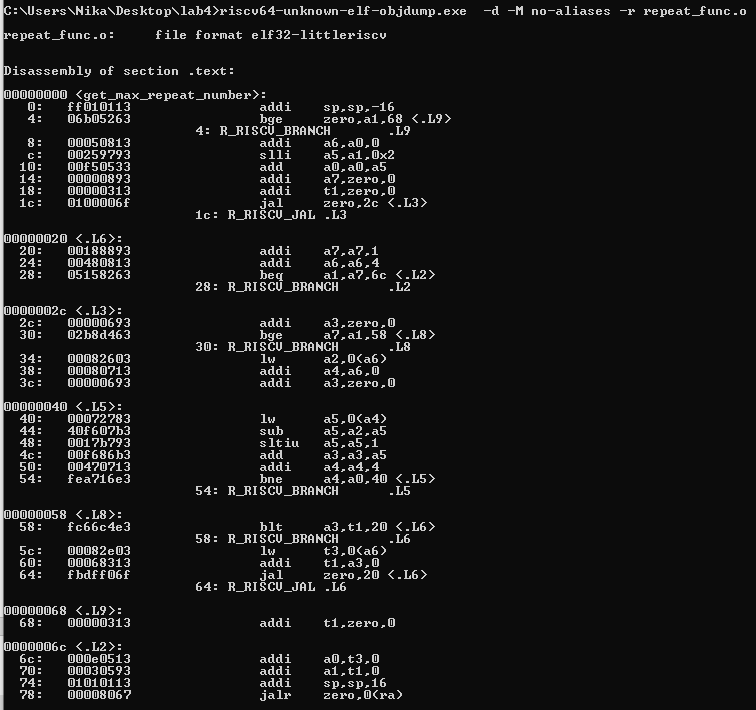 C:\Users\Nika\Desktop\lab4>riscv64-unknown-elf-objdump.exe  -d -M no-aliases -r repeat_func.o
repeat_func.o:     file format elf32-littleriscv
Disassembly of section .text:
00000000 <get_max_repeat_number>:
0: ff010113 addi sp,sp,-16
4: 06b05263 bge zero,a1,68 <.L9>
4: R_RISCV_BRANCH .L9
8: 00050813 addi a6,a0,0
c: 00259793 slli a5,a1,0x2
10: 00f50533 add a0,a0,a5
14: 00000893 addi a7,zero,0
18: 00000313 addi t1,zero,0
1c: 0100006f jal zero,2c <.L3>
1c: R_RISCV_JAL .L3
00000020 <.L6>:
20: 00188893 addi a7,a7,1
24: 00480813 addi a6,a6,4
28: 05158263 beq a1,a7,6c <.L2>
28: R_RISCV_BRANCH .L2
0000002c <.L3>:
2c: 00000693 addi a3,zero,0
30: 02b8d463 bge a7,a1,58 <.L8>
30: R_RISCV_BRANCH .L8
34: 00082603 lw a2,0(a6)
38: 00080713 addi a4,a6,0
3c: 00000693 addi a3,zero,0
00000040 <.L5>:
40: 00072783 lw a5,0(a4)
44: 40f607b3 sub a5,a2,a5
48: 0017b793 sltiu a5,a5,1
4c: 00f686b3 add a3,a3,a5
50: 00470713 addi a4,a4,4
54: fea716e3 bne a4,a0,40 <.L5>
54: R_RISCV_BRANCH .L5
00000058 <.L8>:
58: fc66c4e3 blt a3,t1,20 <.L6>
58: R_RISCV_BRANCH .L6
5c: 00082e03 lw t3,0(a6)
60: 00068313 addi t1,a3,0
64: fbdff06f jal zero,20 <.L6>
64: R_RISCV_JAL .L6
00000068 <.L9>:
68: 00000313 addi t1,zero,0
0000006c <.L2>:
6c: 000e0513 addi a0,t3,0
70: 00030593 addi a1,t1,0
74: 01010113 addi sp,sp,16
78: 00008067 jalr zero,0(ra)